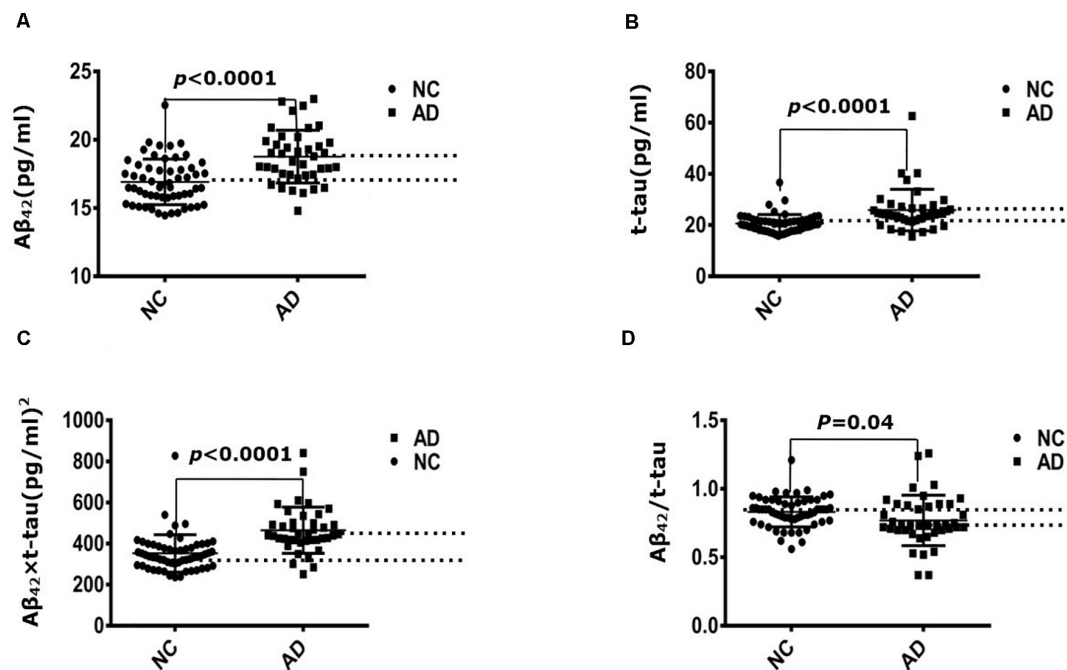 A
Aβ₄₂(pg/ml)
25
20
15
10
p<0.0001
NC
AD
NC
AD
B
t-tau(pg/ml)
80
60
40
20
0
p<0.0001
NC
AD
NC
AD
C
Aβ₄₂×t-tau(pg/ml)²
1000
800
600
400
200
0
p<0.0001
AD
NC
NC
AD
D
Aβ₄₂/t-tau
1.5
1.0
0.5
0.0
P=0.04
NC
AD
NC
AD